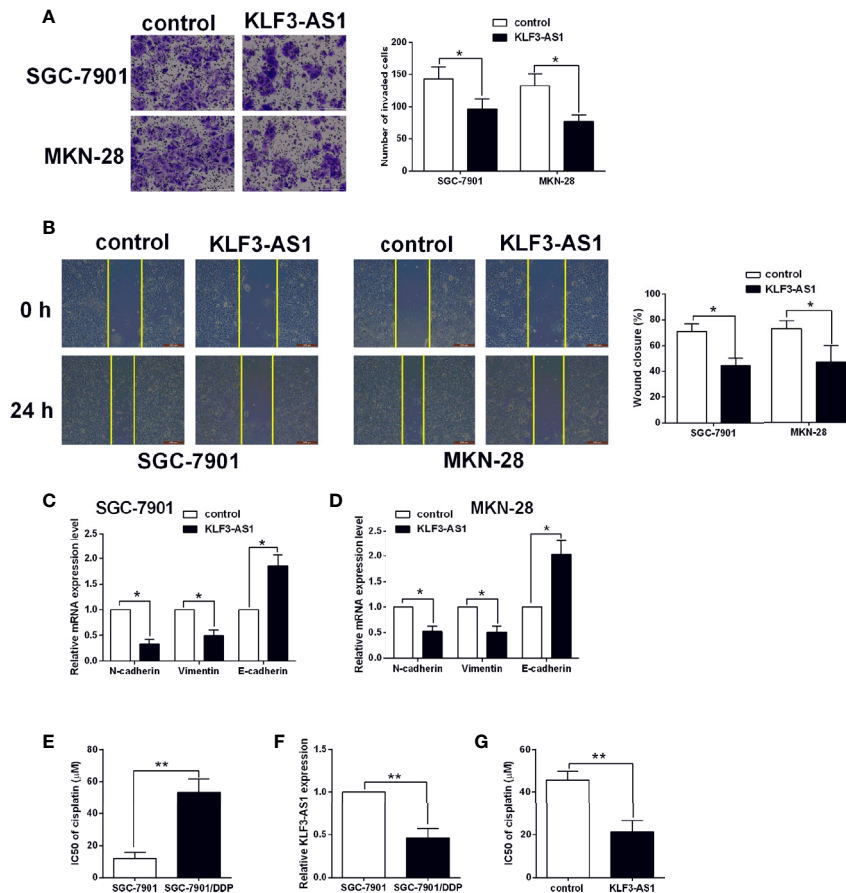 A
control KLF3-AS1
SGC-7901
MKN-28
control
KLF3-AS1
Number of invaded cells
200
150
100
50
0
*
*
SGC-7901 MKN-28
B
control KLF3-AS1 control KLF3-AS1
0 h
24 h
SGC-7901 MKN-28
control
KLF3-AS1
Wound closure (%)
100
80
60
40
20
0
*
*
SGC-7901 MKN-28
C
SGC-7901
control
KLF3-AS1
Relative mRNA expression level
2.5
2.0
1.5
1.0
0.5
0.0
*
*
*
N-cadherin Vimentin E-cadherin
D
MKN-28
control
KLF3-AS1
Relative mRNA expression level
2.5
2.0
1.5
1.0
0.5
0.0
*
*
*
N-cadherin Vimentin E-cadherin
E
IC50 of cisplatin (μM)
80
60
40
20
0
**
SGC-7901 SGC-7901/DDP
F
Relative KLF3-AS1 expression
1.5
1.0
0.5
0.0
**
SGC-7901 SGC-7901/DDP
G
IC50 of cisplatin (μM)
60
40
20
0
**
control KLF3-AS1